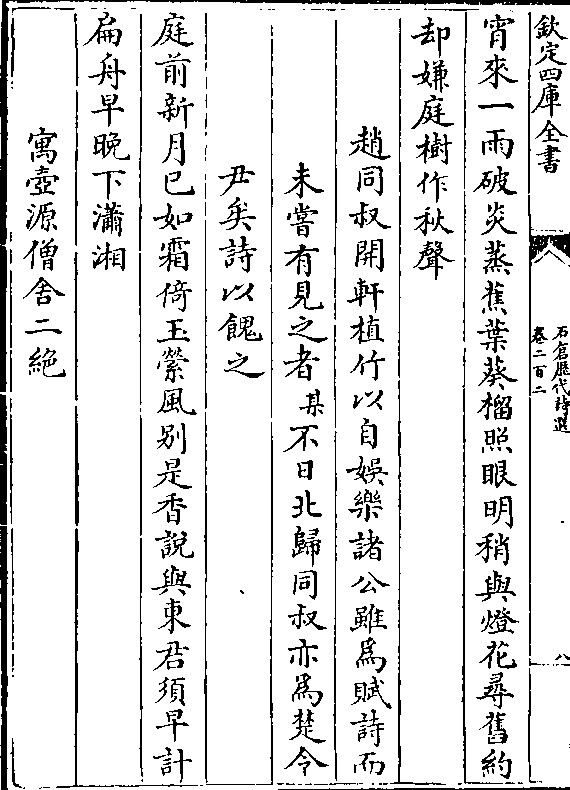 欽定四庫全書
石倉歷代詩選
卷二百二
八
宵來一雨破炎蒸蕉葉葵榴照眼明稍與燈花尋舊約
却嫌庭樹作秋聲
趙同叔開軒植竹以自娯樂諸公雖爲賦詩而
未嘗有見之者某不日北歸同叔亦爲楚令
尹矣詩以餽之
庭前新月已如霜倚玉縈風别是香說與東君須早計
扁舟早晚下瀟湘
寓壺源僧舍二絶